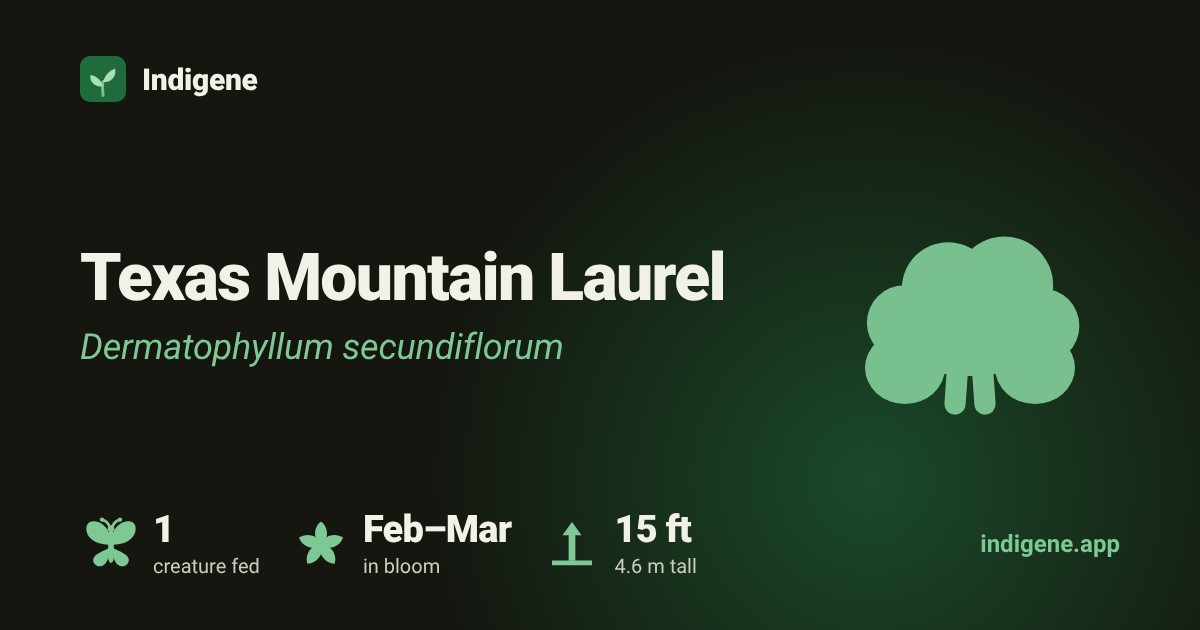 Indigene
Texas Mountain Laurel
Dermatophyllum secundiflorum
1
creature fed
Feb–Mar
in bloom
15 ft
4.6 m tall
indigene.app